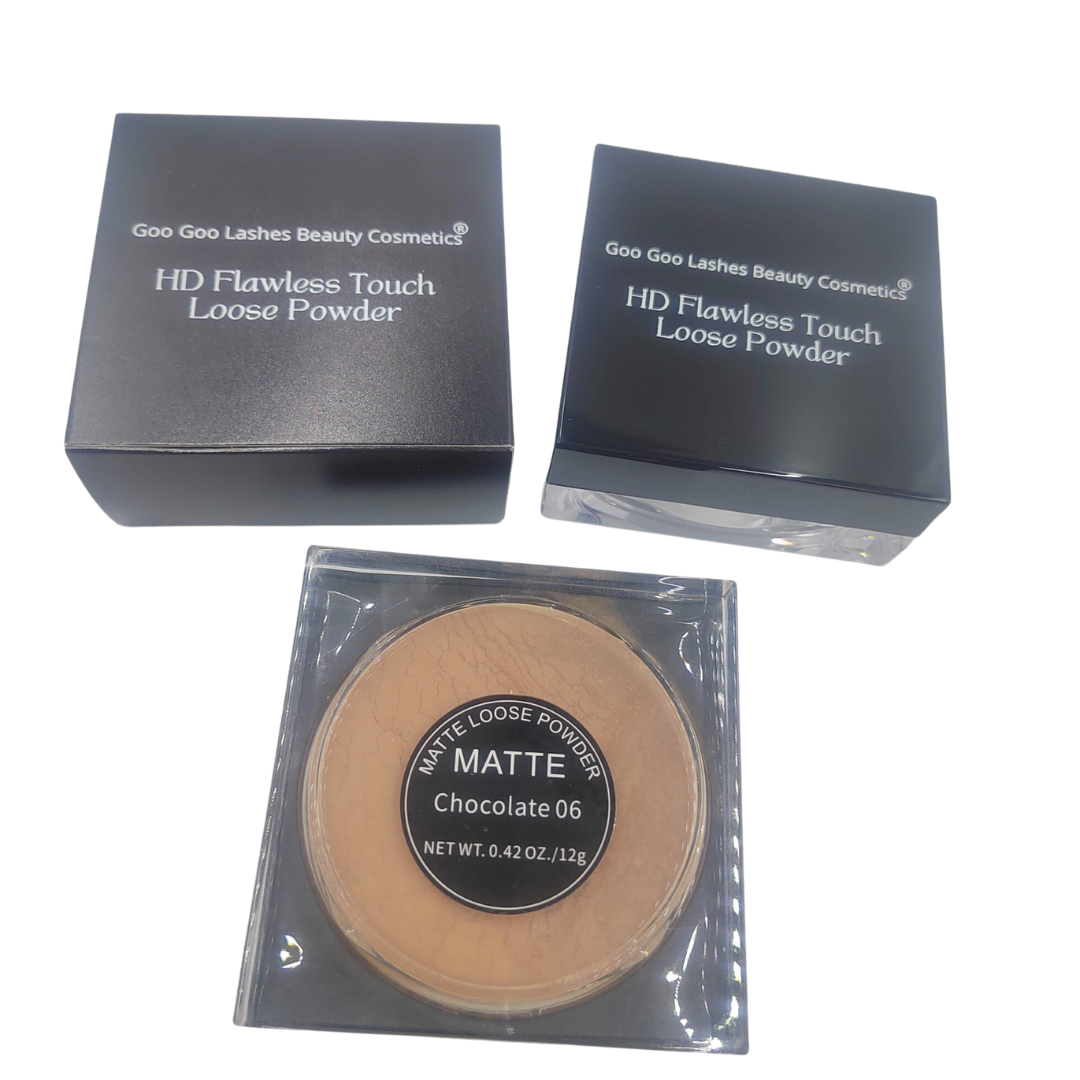 Goo Goo Lashes Beauty Cosmetics®
HD Flawless Touch
Loose Powder
Goo Goo Lashes Beauty Cosmetics®
HD Flawless Touch
Loose Powder
MATTE LOOSE POWDER
MATTE
Chocolate 06
NET WT. 0.42 OZ./12g